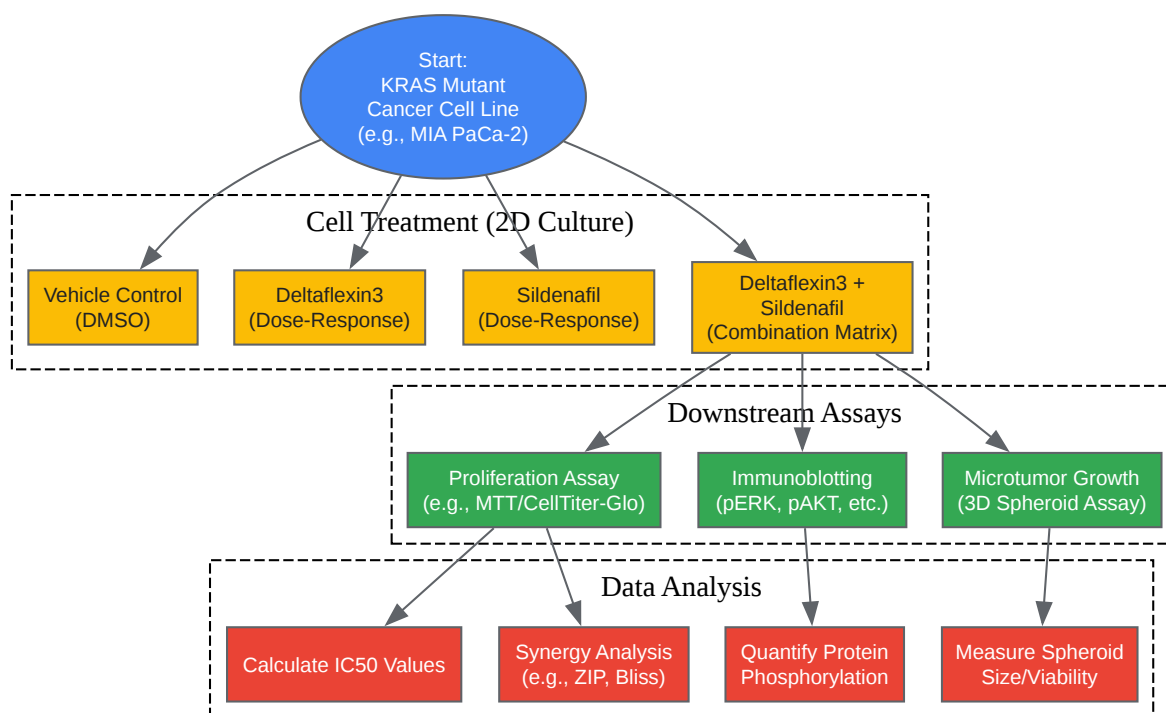 Start:
KRAS Mutant
Cancer Cell Line
(e.g., MIA PaCa-2)
Cell Treatment (2D Culture)
Vehicle Control
(DMSO)
Deltaflexin3
(Dose-Response)
Sildenafil
(Dose-Response)
Deltaflexin3 +
Sildenafil
(Combination Matrix)
Downstream Assays
Proliferation Assay
(e.g., MTT/CellTiter-Glo)
Immunoblotting
(pERK, pAKT, etc.)
Microtumor Growth
(3D Spheroid Assay)
Data Analysis
Calculate IC50 Values
Synergy Analysis
(e.g., ZIP, Bliss)
Quantify Protein
Phosphorylation
Measure Spheroid
Size/Viability